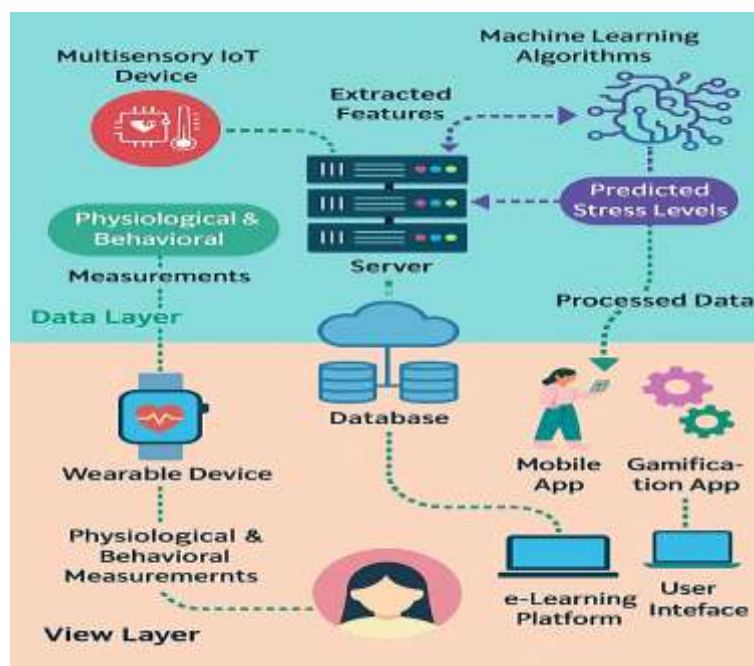 Multisensory IoT
Device
Machine Learning
Algorithms
Extracted
Features
Physiological &
Behavioral
Measurements
Predicted
Stress Levels
Server
Processed Data
Data Layer
Database
Wearable Device
Mobile
App
Gamifica-
tion App
Physiological &
Behavioral
Measuremernts
e-Learning
Platform
User
Inteface
View Layer